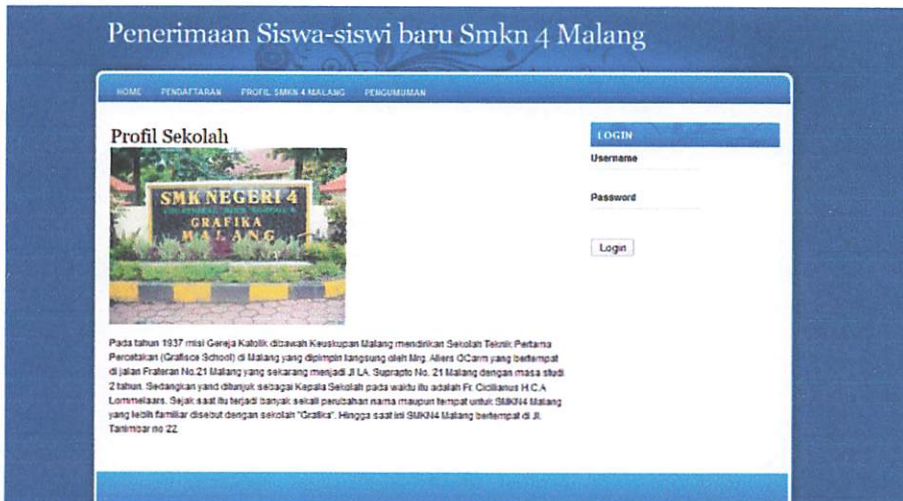 Penerimaan Siswa-siswi baru Smkn 4 Malang
HOME PENDAFTARAN PROFIL SMKN 4 MALANG PENGUMUMAN
Profil Sekolah
SMK NEGERI 4
GRAFIKA
MALANG
LOGIN
Username
Password
Login
Pada tahun 1937 misi Gereja Katolik dibawah Keuskupan Malang mendirikan Sekolah Teknik Pertama
Percetakan (Grafisce School) di Malang yang dipimpin langsung oleh Mrg. Aliers OCarm yang bertempat
di jalan Frateran No.21 Malang yang sekarang menjadi Jl LA. Suprapto No. 21 Malang dengan masa studi
2 tahun. Sedangkan yand ditunjuk sebagai Kepala Sekolah pada waktu itu adalah Fr. Cicilianus H.C.A
Lommelaars. Sejak saat itu terjadi banyak sekali perubahan nama maupun tempat untuk SMKN4 Malang
yang lebih familiar disebut dengan sekolah "Grafika". Hingga saat ini SMKN4 Malang bertempat di Jl.
Tanimbar no 22.